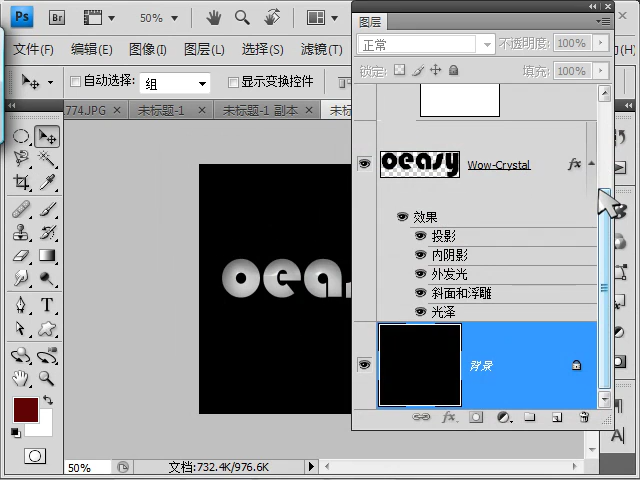 Ps Br 50%
文件(F) 编辑(E) 图像(I) 图层(L) 选择(S) 滤镜(T) (H)
自动选择: 组 显示变换控件
.774.JPG 未标题-1 未标题-1 副本 未标
oeas
图层
正常 不透明度: 100%
锁定: 填充: 100%
oeasy Wow-Crystal fx
效果
投影
内阴影
外发光
斜面和浮雕
光泽
背景
fx.
T
A
50% 文档:732.4K/976.6K